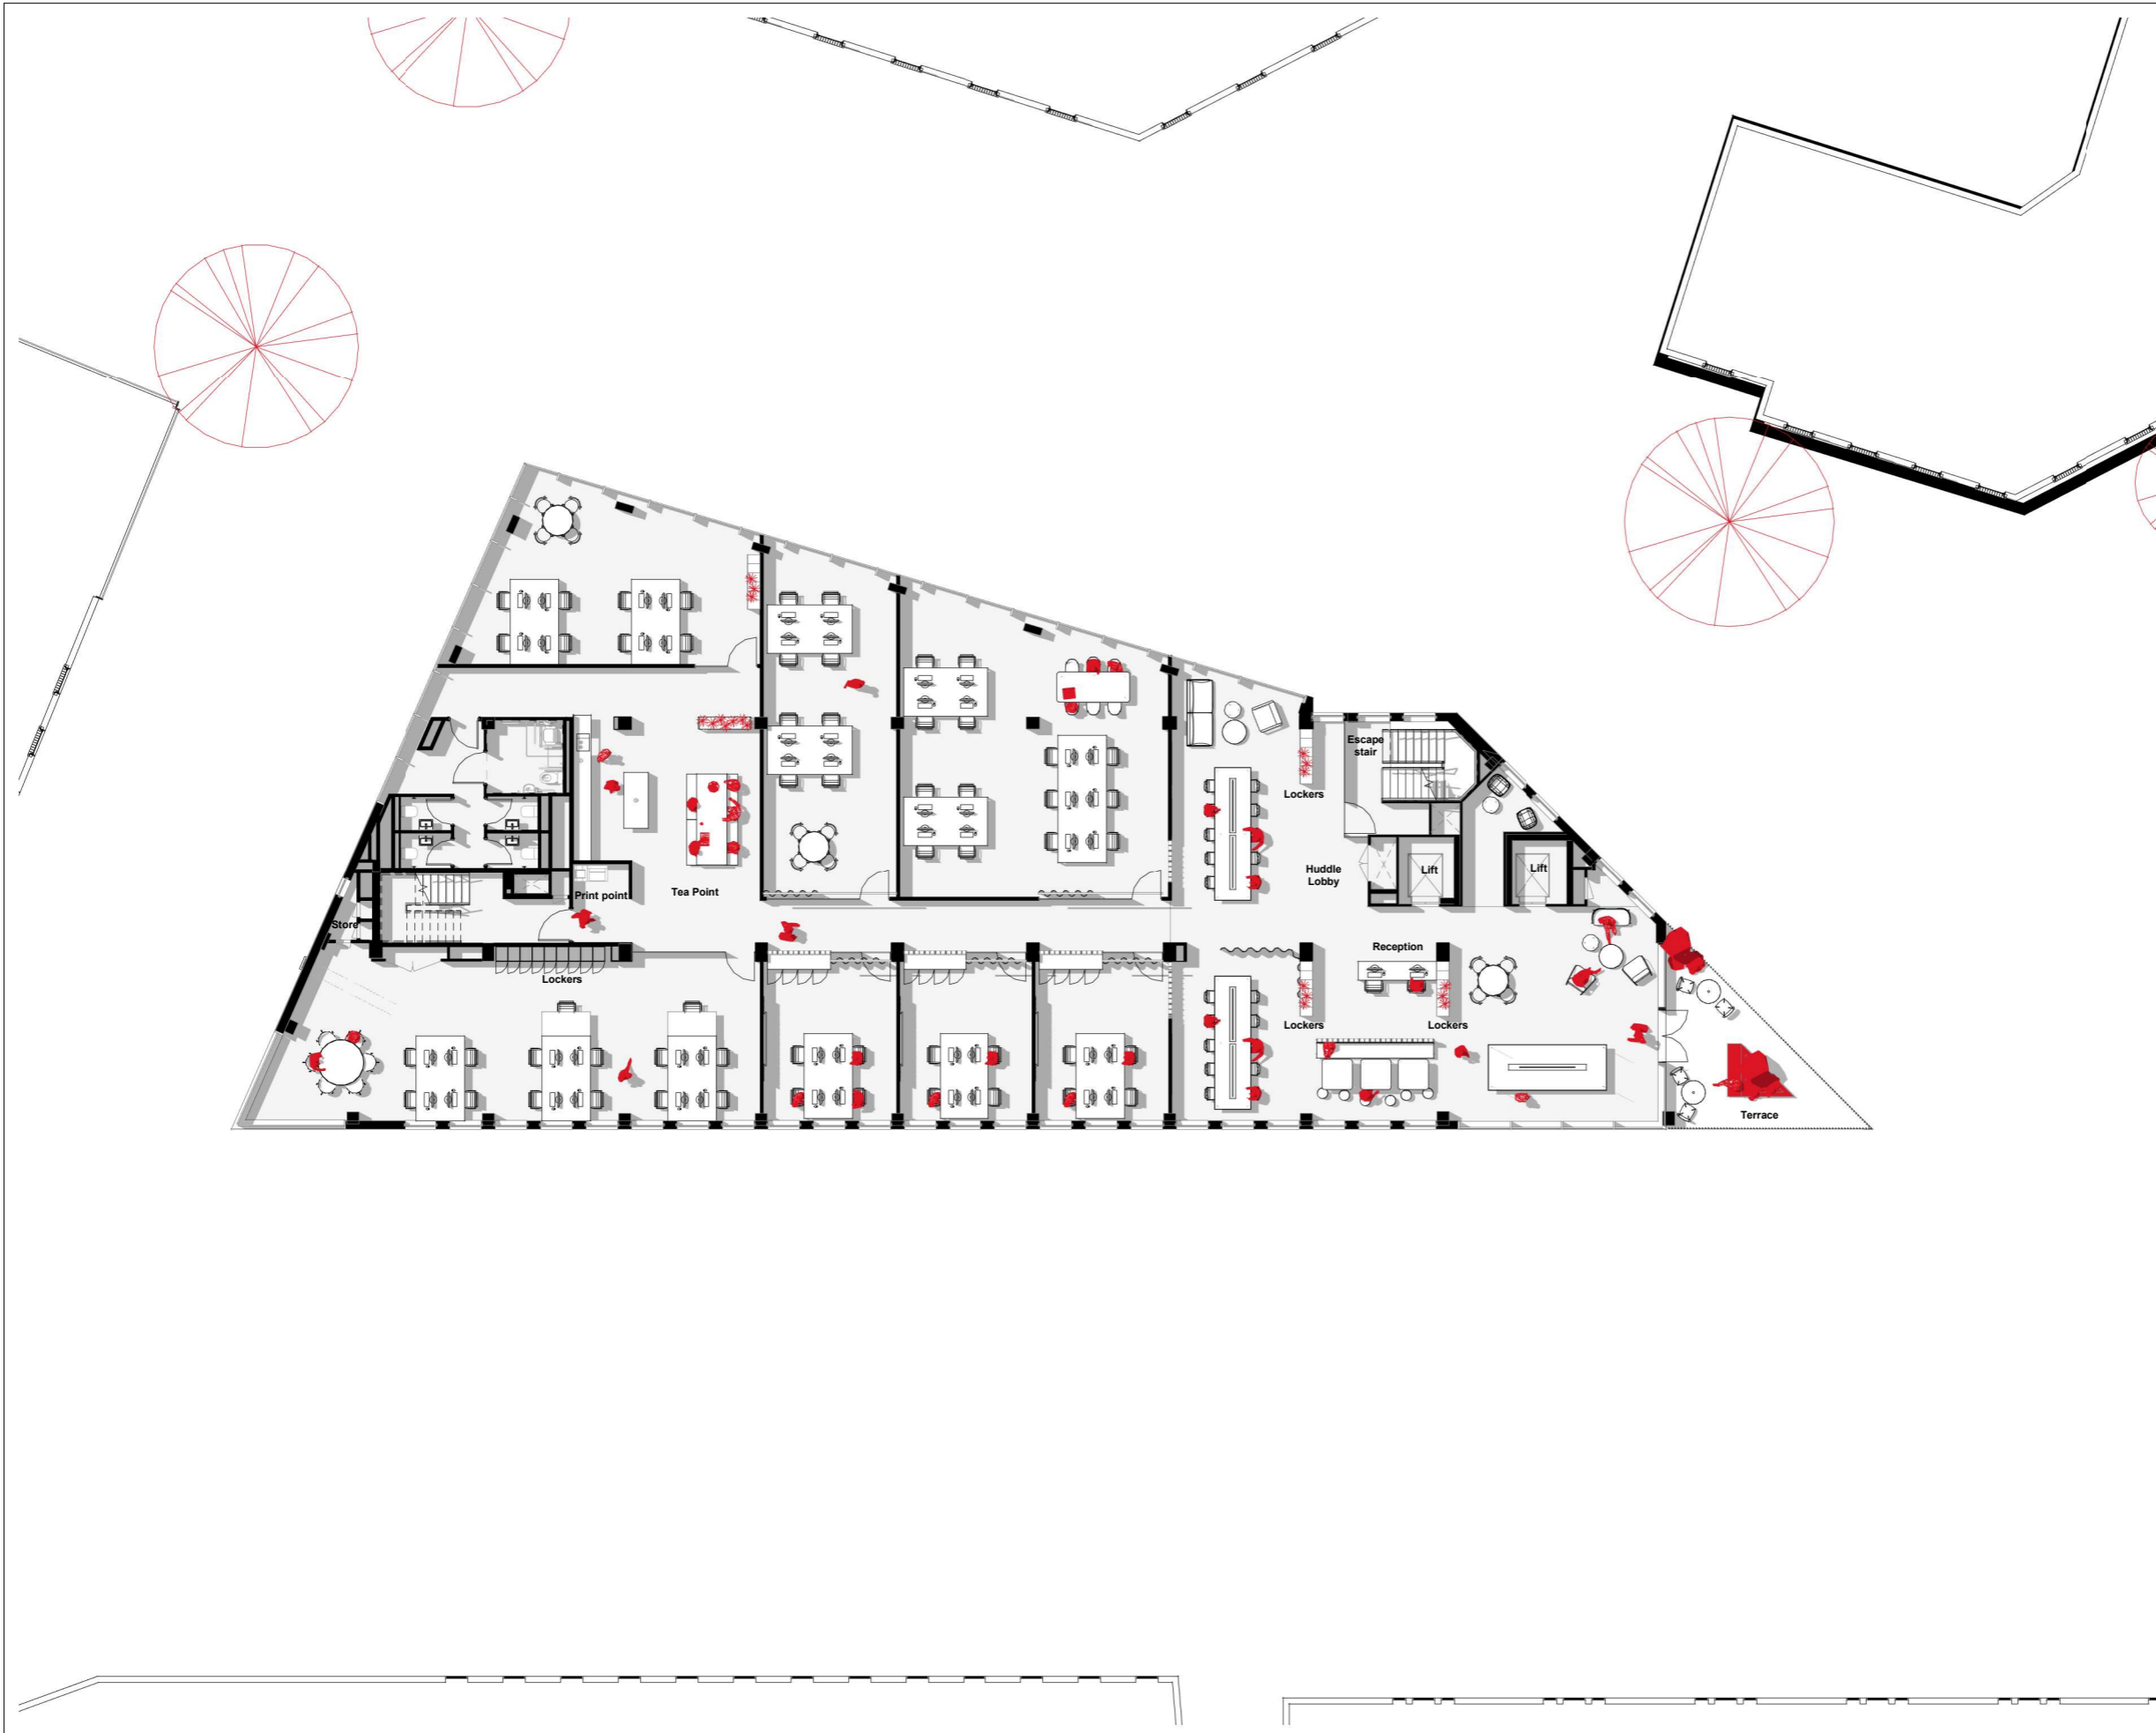 Escape
stair
Lockers
Huddle
Lobby
Lift
Lift
Print point
Tea Point
Store
Reception
Lockers
Lockers
Lockers
Terrace